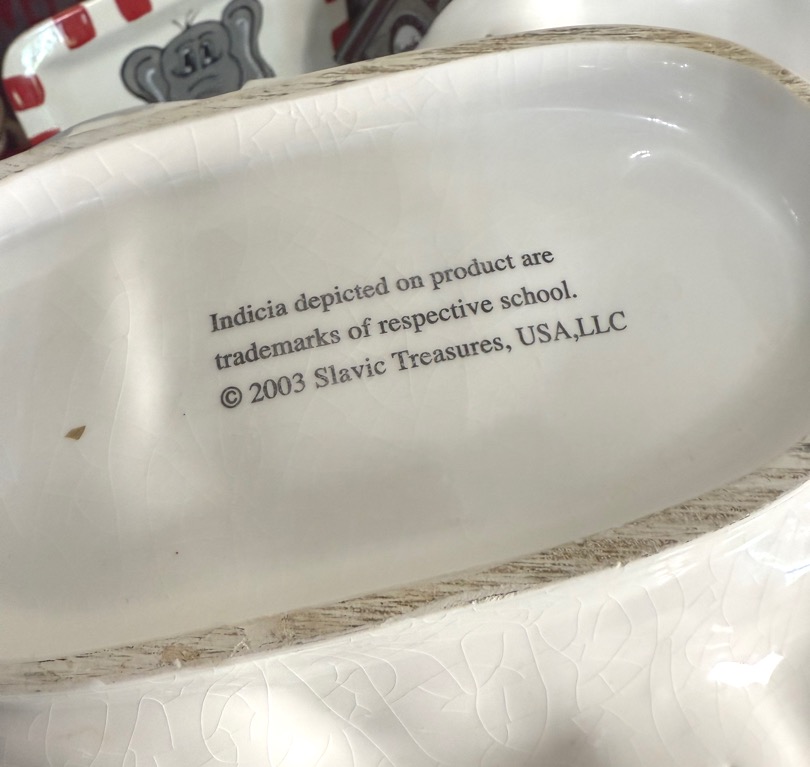 Indicia depicted on product are
trademarks of respective school.
© 2003 Slavic Treasures, USA,LLC